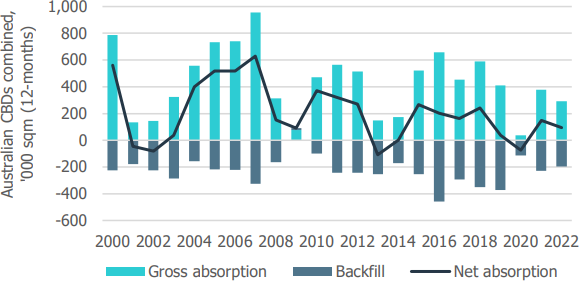 Australian CBDs combined,
'000 sqm (12-months)
1,000
800
600
400
200
0
-200
-400
-600
2000 2002 2004 2006 2008 2010 2012 2014 2016 2018 2020 2022
Gross absorption Backfill Net absorption